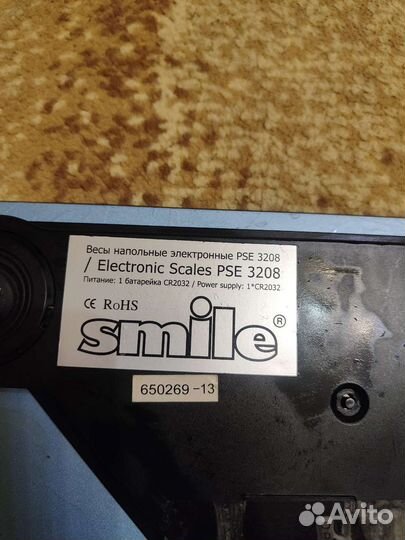 Весы напольные электронные PSE 3208
/ Electronic Scales PSE 3208
Питание: 1 батарейка CR2032 / Power supply: 1*CR2032
CE RoHS
smile®
650269-13
Avito